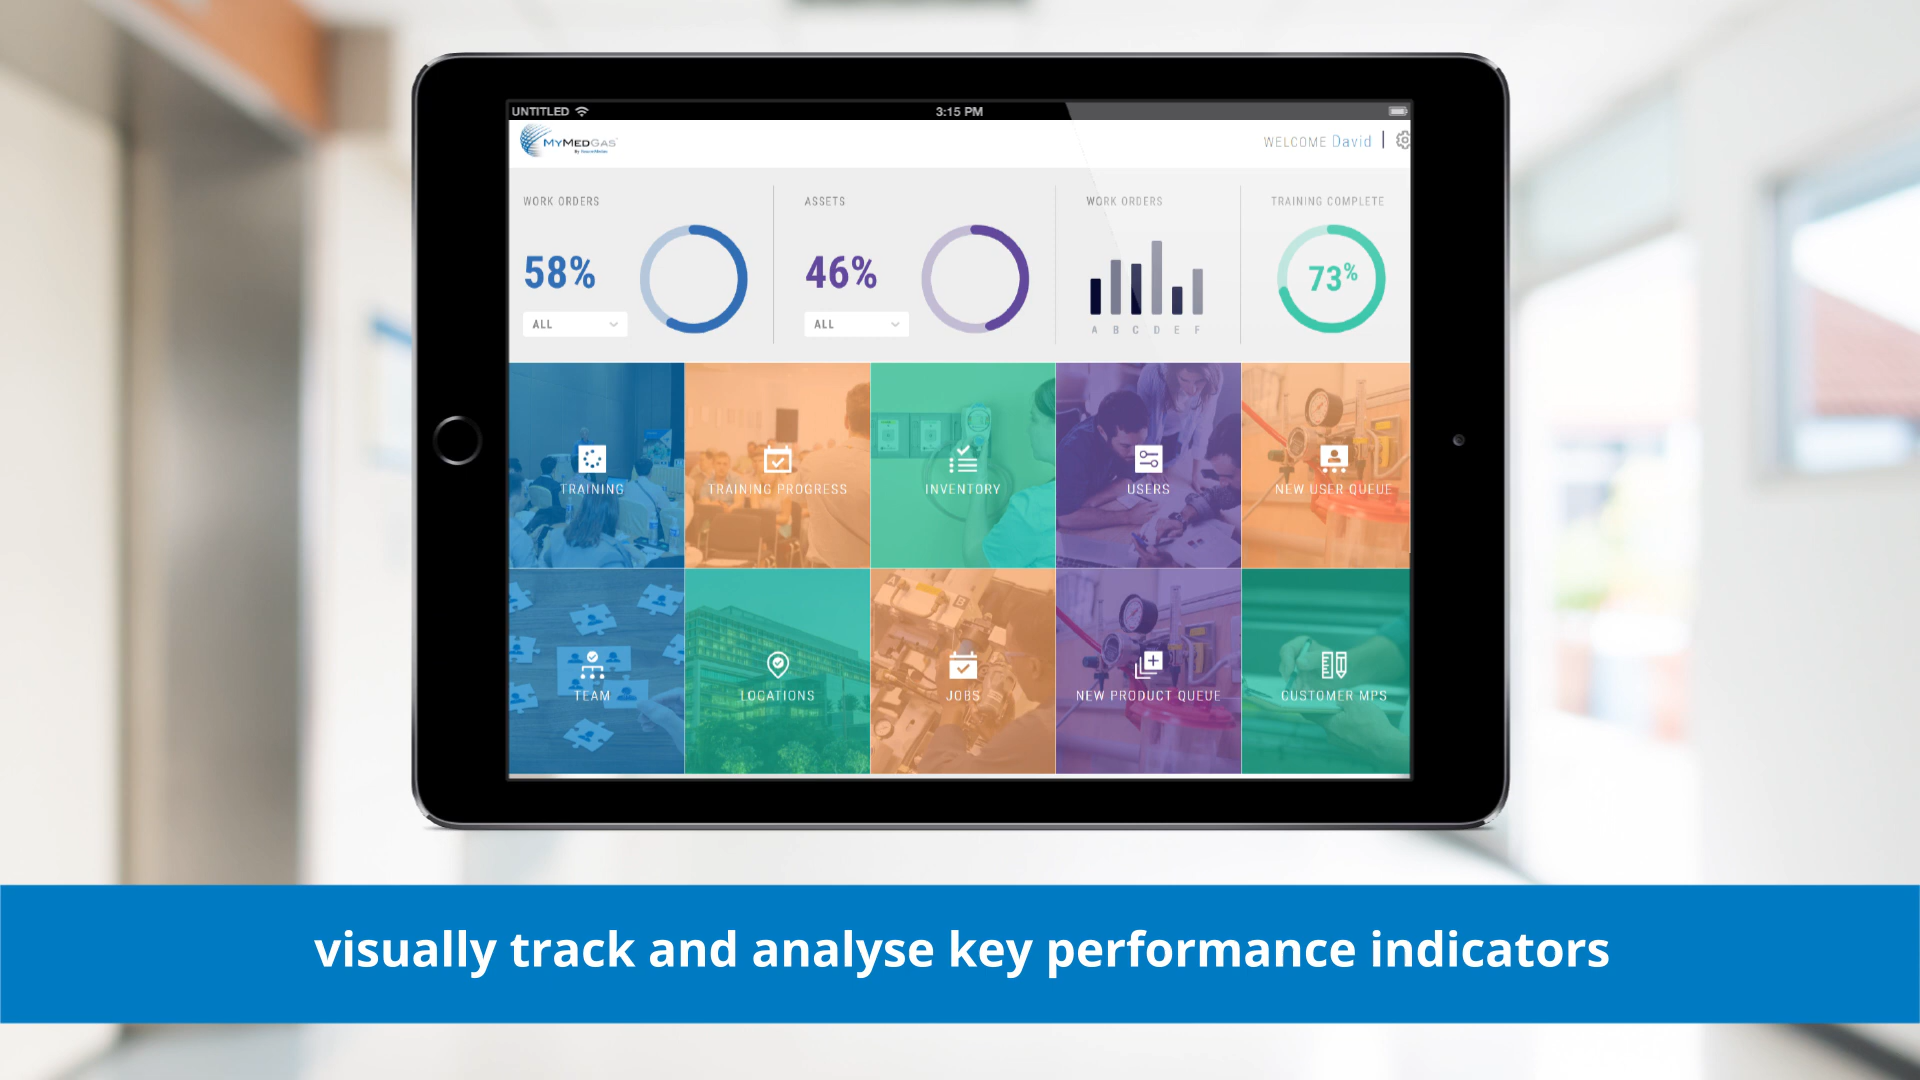 UNTITLED 3:15 PM
MYMEDGAS
WELCOME David
WORK ORDERS
58%
ALL
ASSETS
46%
ALL
WORK ORDERS
A B C D E F
TRAINING COMPLETE
73%
TRAINING
TRAINING PROGRESS
INVENTORY
USERS
NEW USER QUEUE
TEAM
LOCATIONS
JOBS
NEW PRODUCT QUEUE
CUSTOMER MPS
visually track and analyse key performance indicators